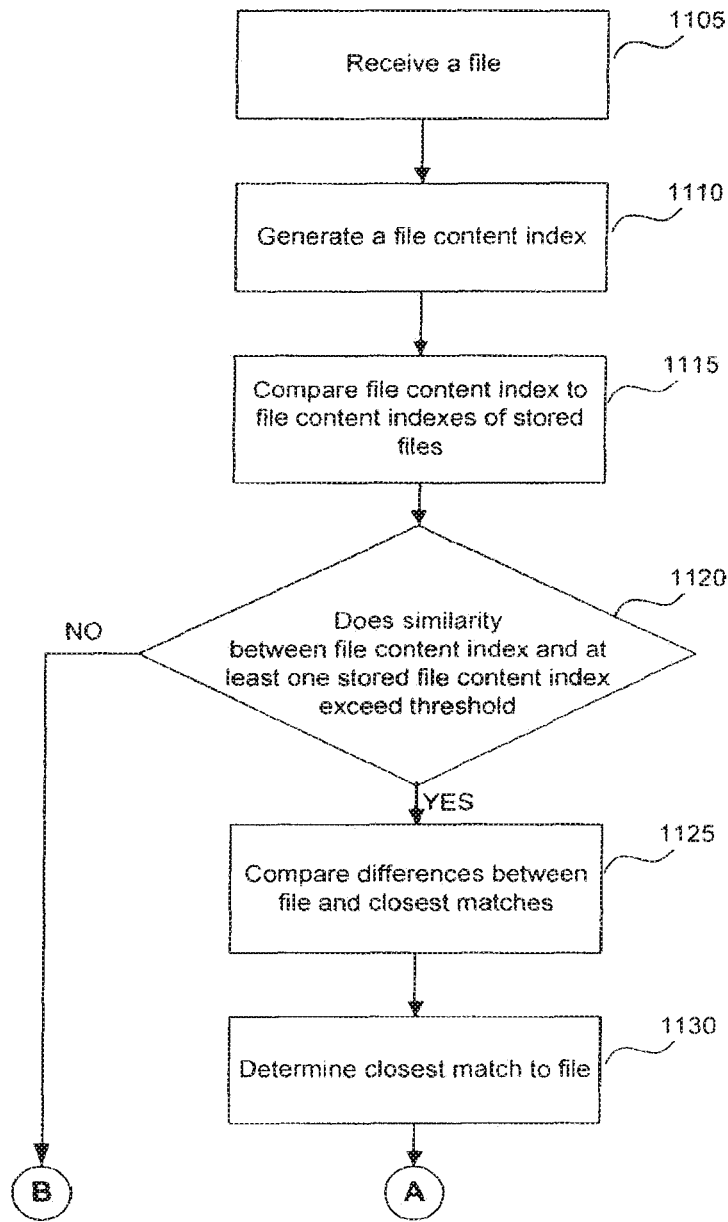 1105
Receive a file
1110
Generate a file content index
1115
Compare file content index to
file content indexes of stored
files
1120
Does similarity
between file content index and at
least one stored file content index
exceed threshold
NO
YES
1125
Compare differences between
file and closest matches
1130
Determine closest match to file
B
A